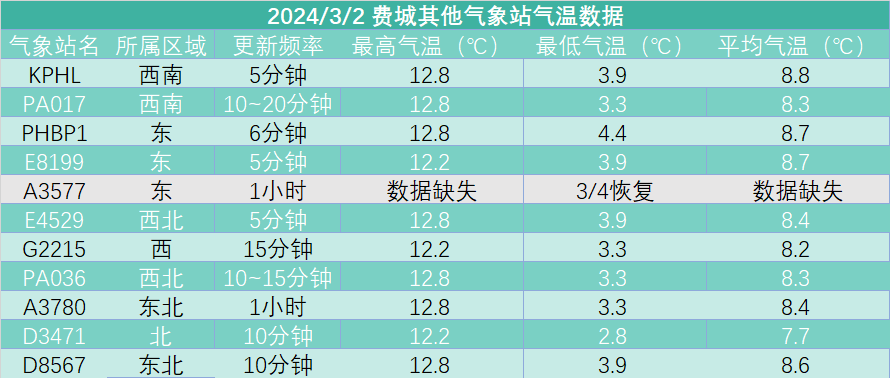 2024/3/2 费城其他气象站气温数据
气象站名 所属区域 更新频率 最高气温（℃） 最低气温（℃） 平均气温（℃）
KPHL 西南 5分钟 12.8 3.9 8.8
PA017 西南 10~20分钟 12.8 3.3 8.3
PHBP1 东 6分钟 12.8 4.4 8.7
E8199 东 5分钟 12.2 3.9 8.7
A3577 东 1小时 数据缺失 3/4恢复 数据缺失
E4529 西北 5分钟 12.8 3.9 8.4
G2215 西 15分钟 12.2 3.3 8.2
PA036 西北 10~15分钟 12.8 3.3 8.3
A3780 东北 1小时 12.8 3.3 8.4
D3471 北 10分钟 12.2 2.8 7.7
D8567 东北 10分钟 12.8 3.9 8.6